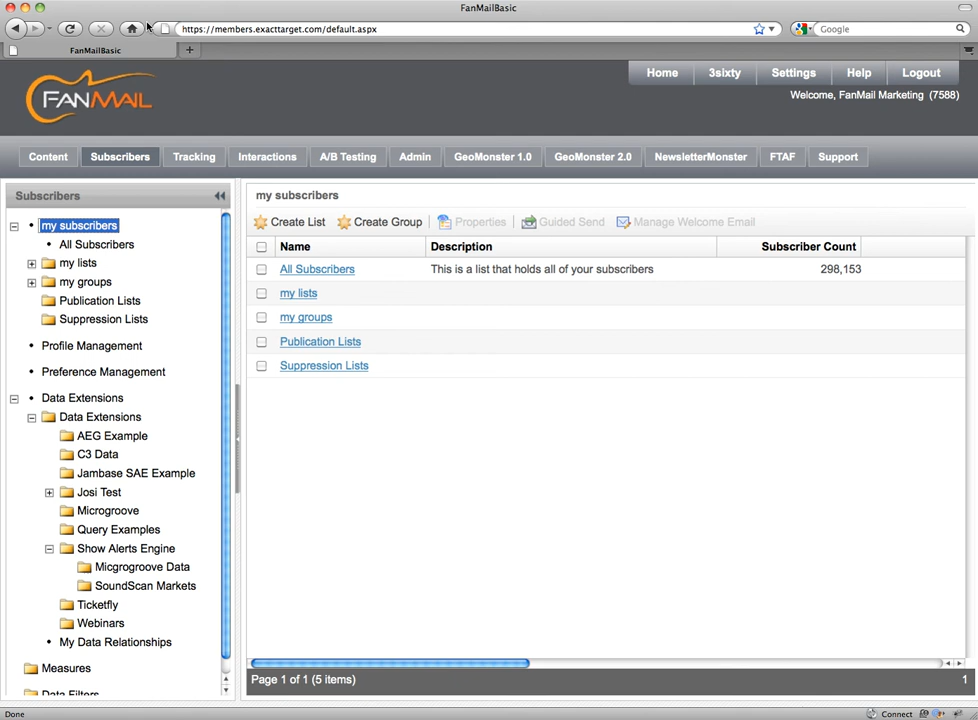 FanMailBasic
https://members.exacttarget.com/default.aspx
Google
FanMailBasic
FANMAIL
Home 3sixty Settings Help Logout
Welcome, FanMail Marketing (7588)
Content Subscribers Tracking Interactions A/B Testing Admin GeoMonster 1.0 GeoMonster 2.0 NewsletterMonster FTAF Support
Subscribers
my subscribers
All Subscribers
my lists
my groups
Publication Lists
Suppression Lists
Profile Management
Preference Management
Data Extensions
Data Extensions
AEG Example
C3 Data
Jambase SAE Example
Josi Test
Microgroove
Query Examples
Show Alerts Engine
Micgrogroove Data
SoundScan Markets
Ticketfly
Webinars
My Data Relationships
Measures
Data Filters
my subscribers
Create List Create Group Properties Guided Send Manage Welcome Email
Name Description Subscriber Count
All Subscribers This is a list that holds all of your subscribers 298,153
my lists
my groups
Publication Lists
Suppression Lists
Page 1 of 1 (5 items) 1
Done Connect